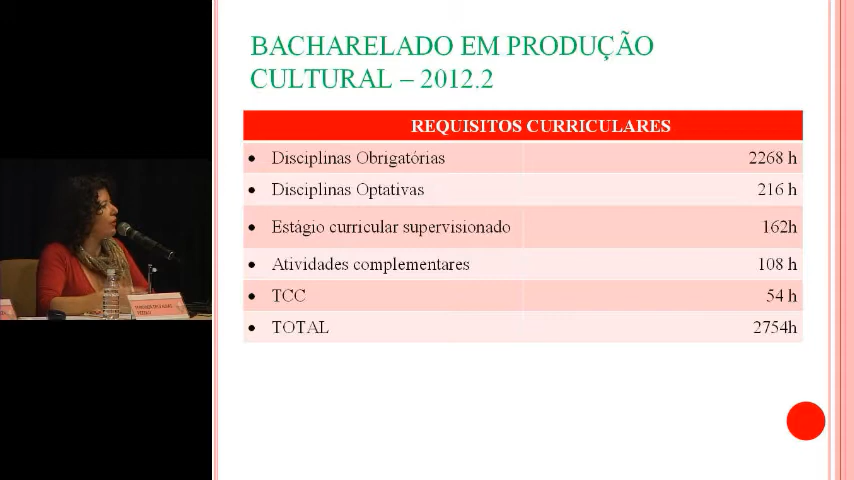 BACHARELADO EM PRODUÇÃO
CULTURAL – 2012.2
REQUISITOS CURRICULARES
• Disciplinas Obrigatórias 2268 h
• Disciplinas Optativas 216 h
• Estágio curricular supervisionado 162h
• Atividades complementares 108 h
• TCC 54 h
• TOTAL 2754h